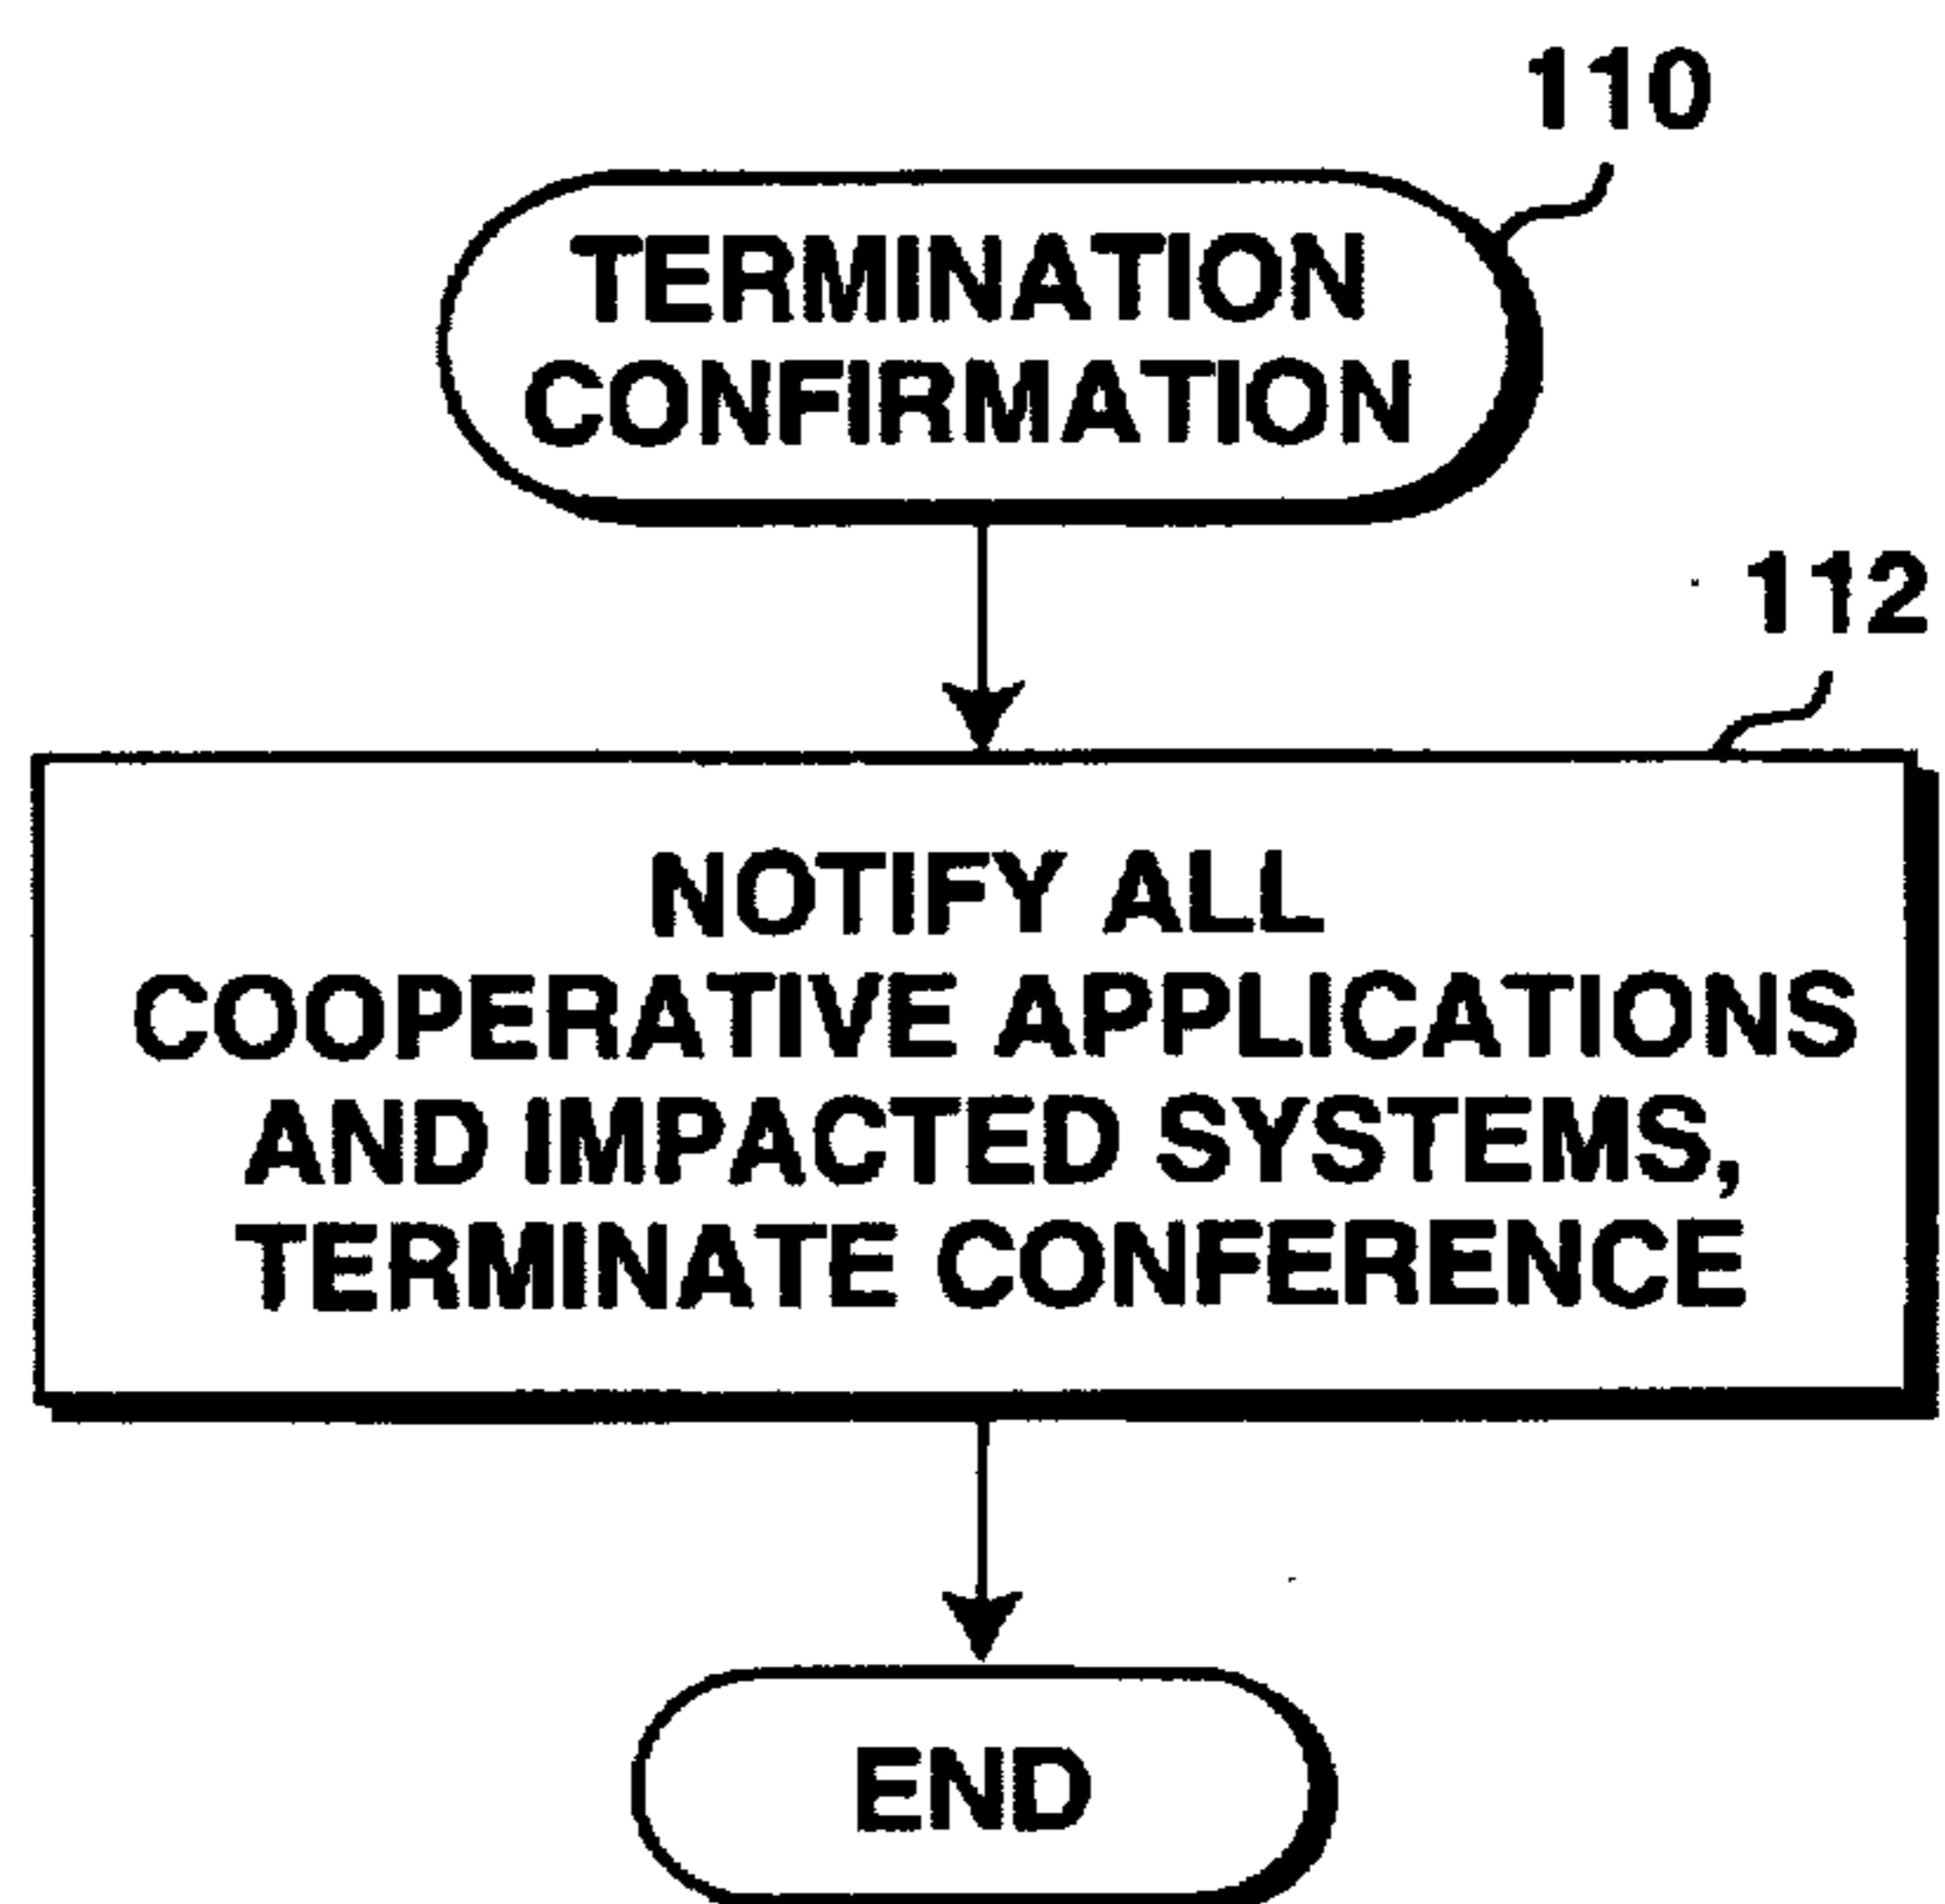 110
TERMINATION
CONFIRMATION
112
NOTIFY ALL
COOPERATIVE APPLICATIONS
AND IMPACTED SYSTEMS,
TERMINATE CONFERENCE
END